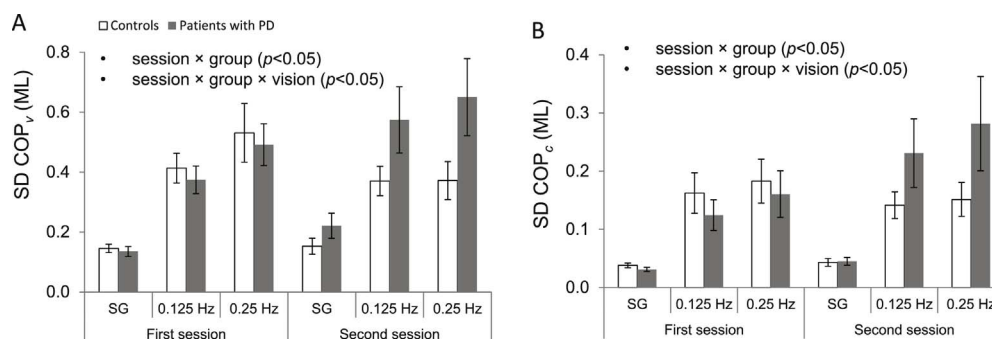 A
Controls Patients with PD
• session × group (p<0.05)
• session × group × vision (p<0.05)
SD COPv (ML)
0.8
0.6
0.4
0.2
0.0
SG 0.125 Hz 0.25 Hz SG 0.125 Hz 0.25 Hz
First session Second session
B
• session × group (p<0.05)
• session × group × vision (p<0.05)
SD COPc (ML)
0.4
0.3
0.2
0.1
0.0
SG 0.125 Hz 0.25 Hz SG 0.125 Hz 0.25 Hz
First session Second session